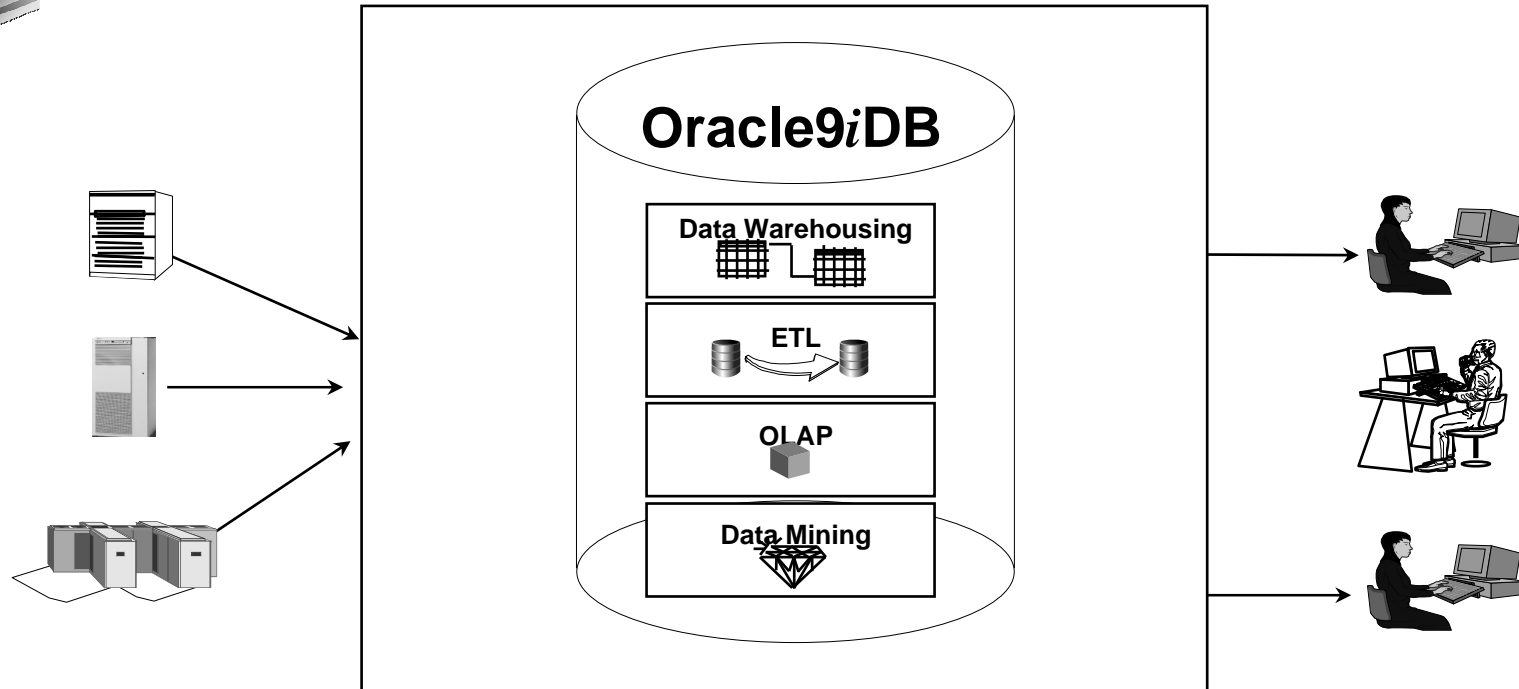 Oracle9iDB
Data Warehousing
ETL
OLAP
Data Mining